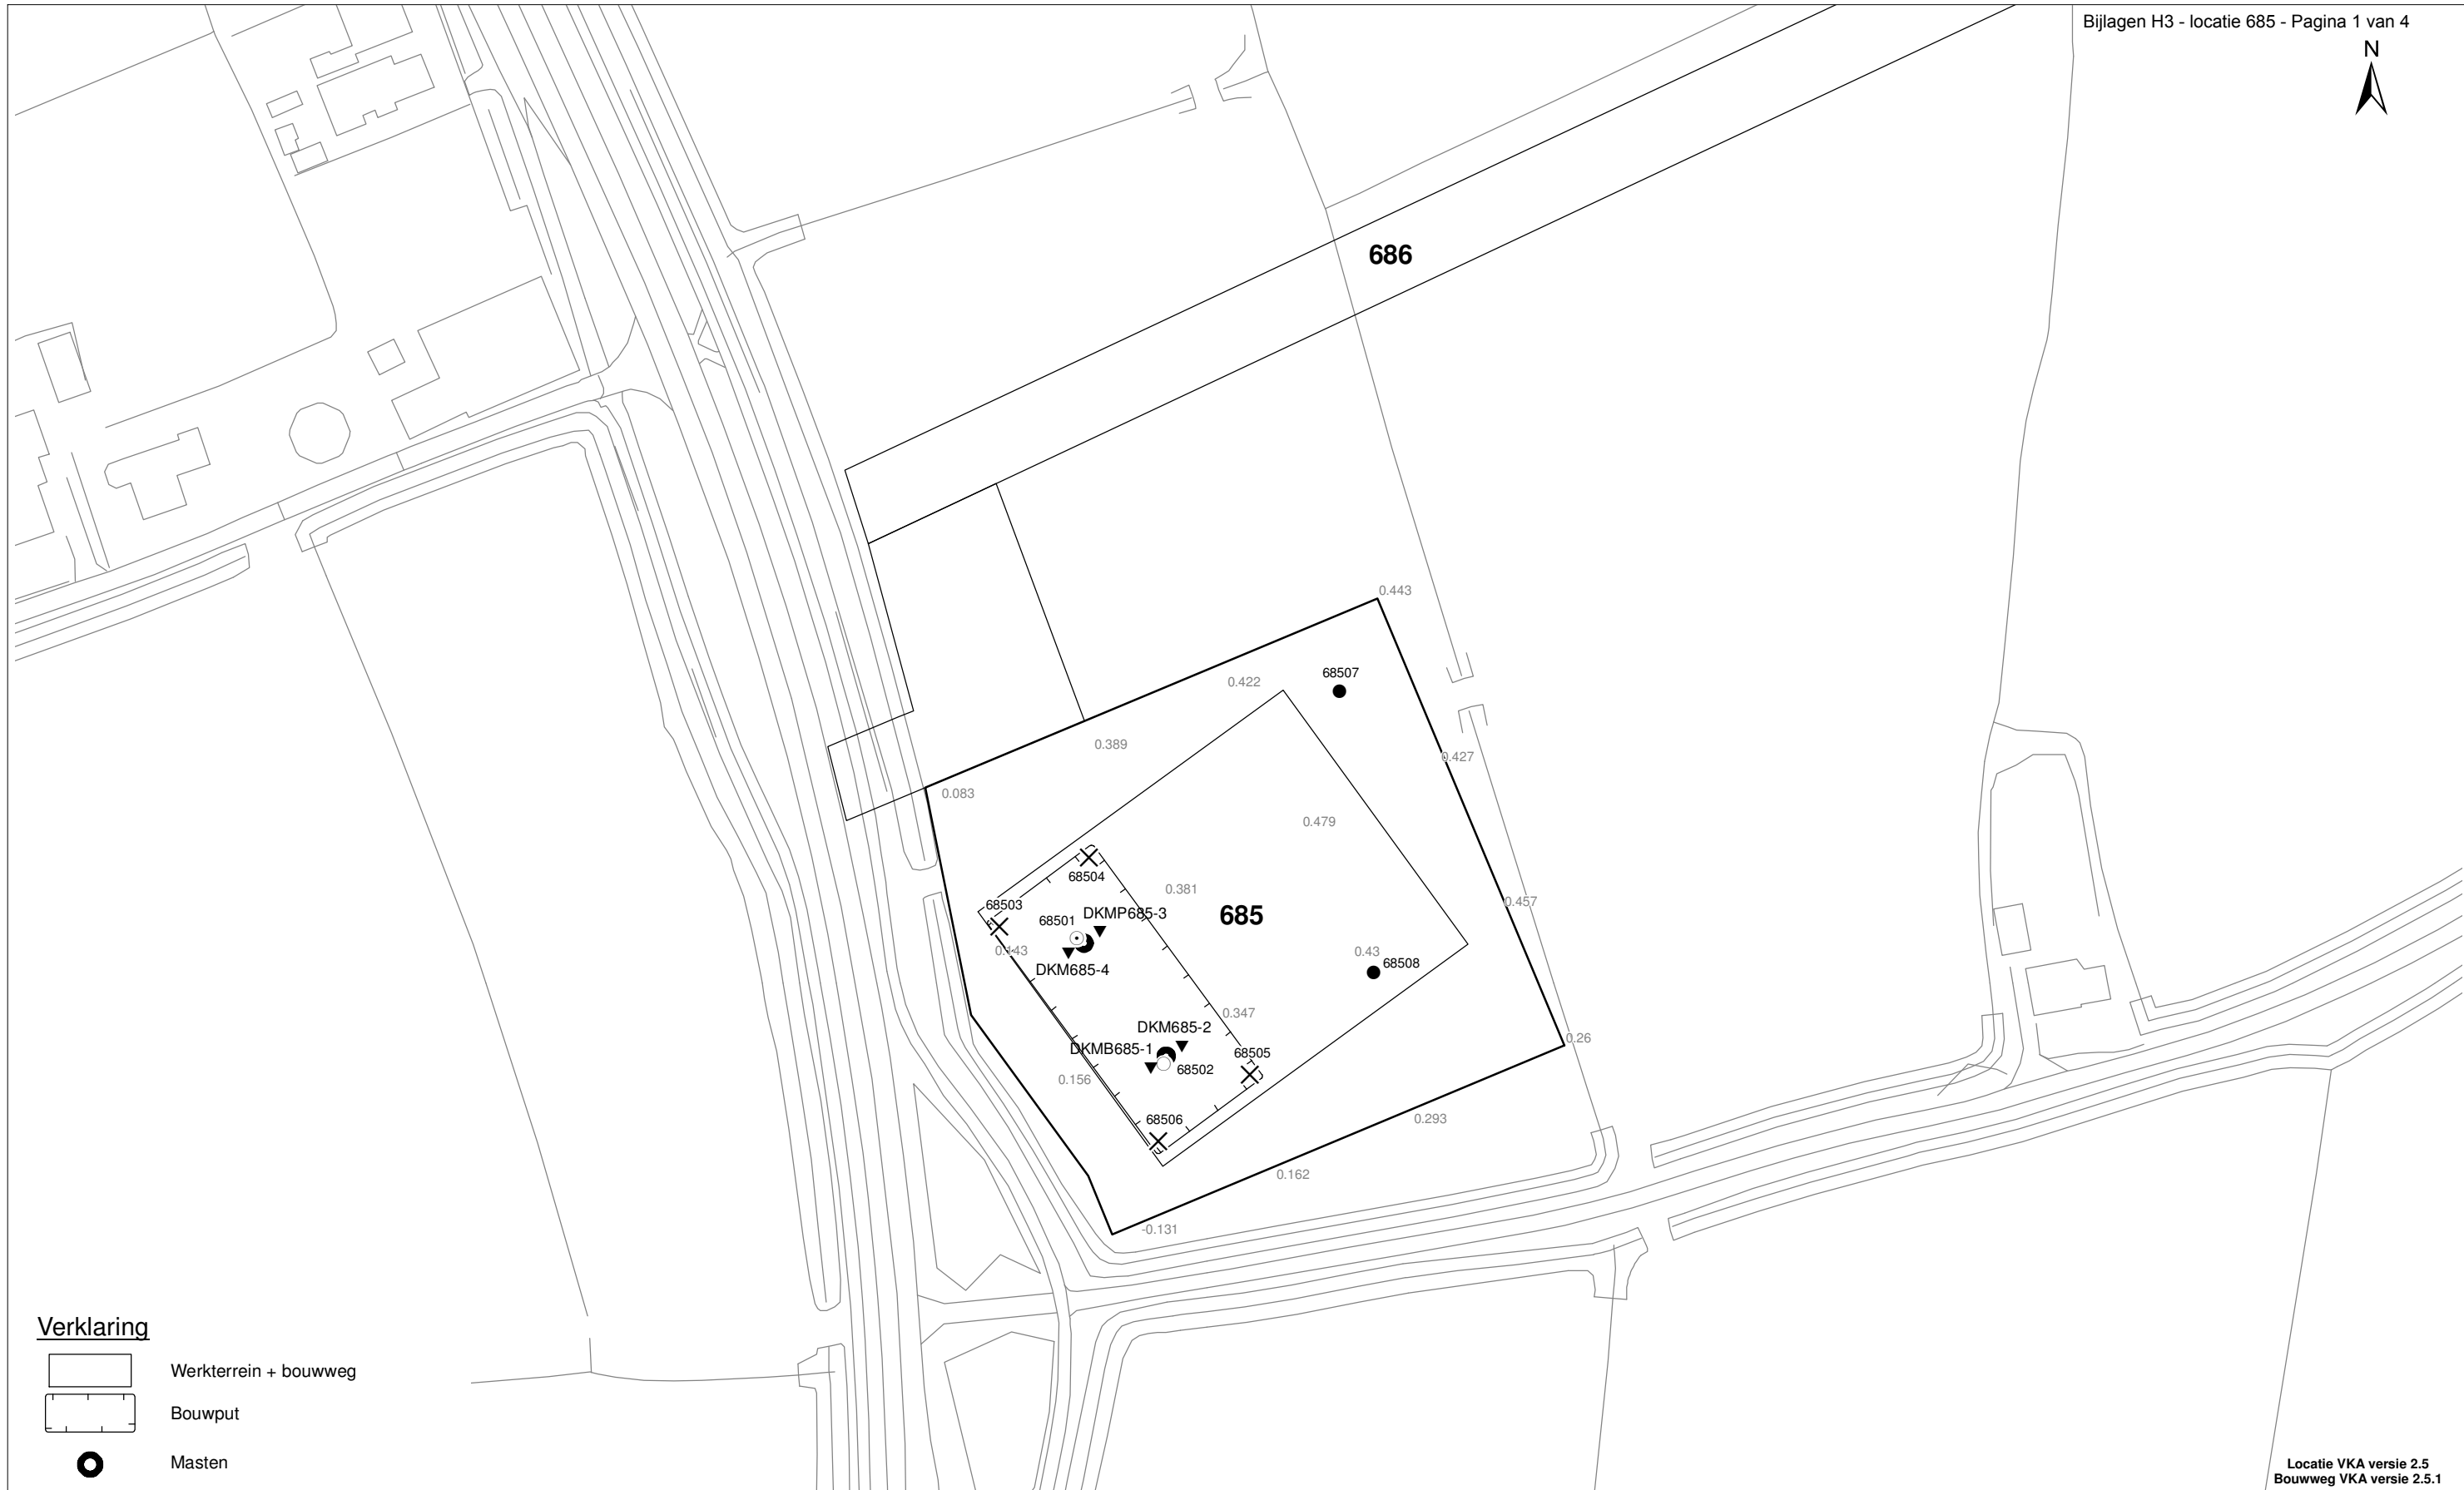 Bijlagen H3 - locatie 685 - Pagina 1 van 4
N
686
0.443
68507
0.422
0.389
0.427
0.083
0.479
68504
0.381
0.457
68503
68501
DKMP685-3
685
0.143
0.43
68508
DKM685-4
0.347
DKM685-2
0.26
DKMB685-1
68505
68502
0.156
68506
0.293
0.162
-0.131
Verklaring
Werkterrein + bouwweg
Bouwput
Masten
Locatie VKA versie 2.5
Bouwweg VKA versie 2.5.1